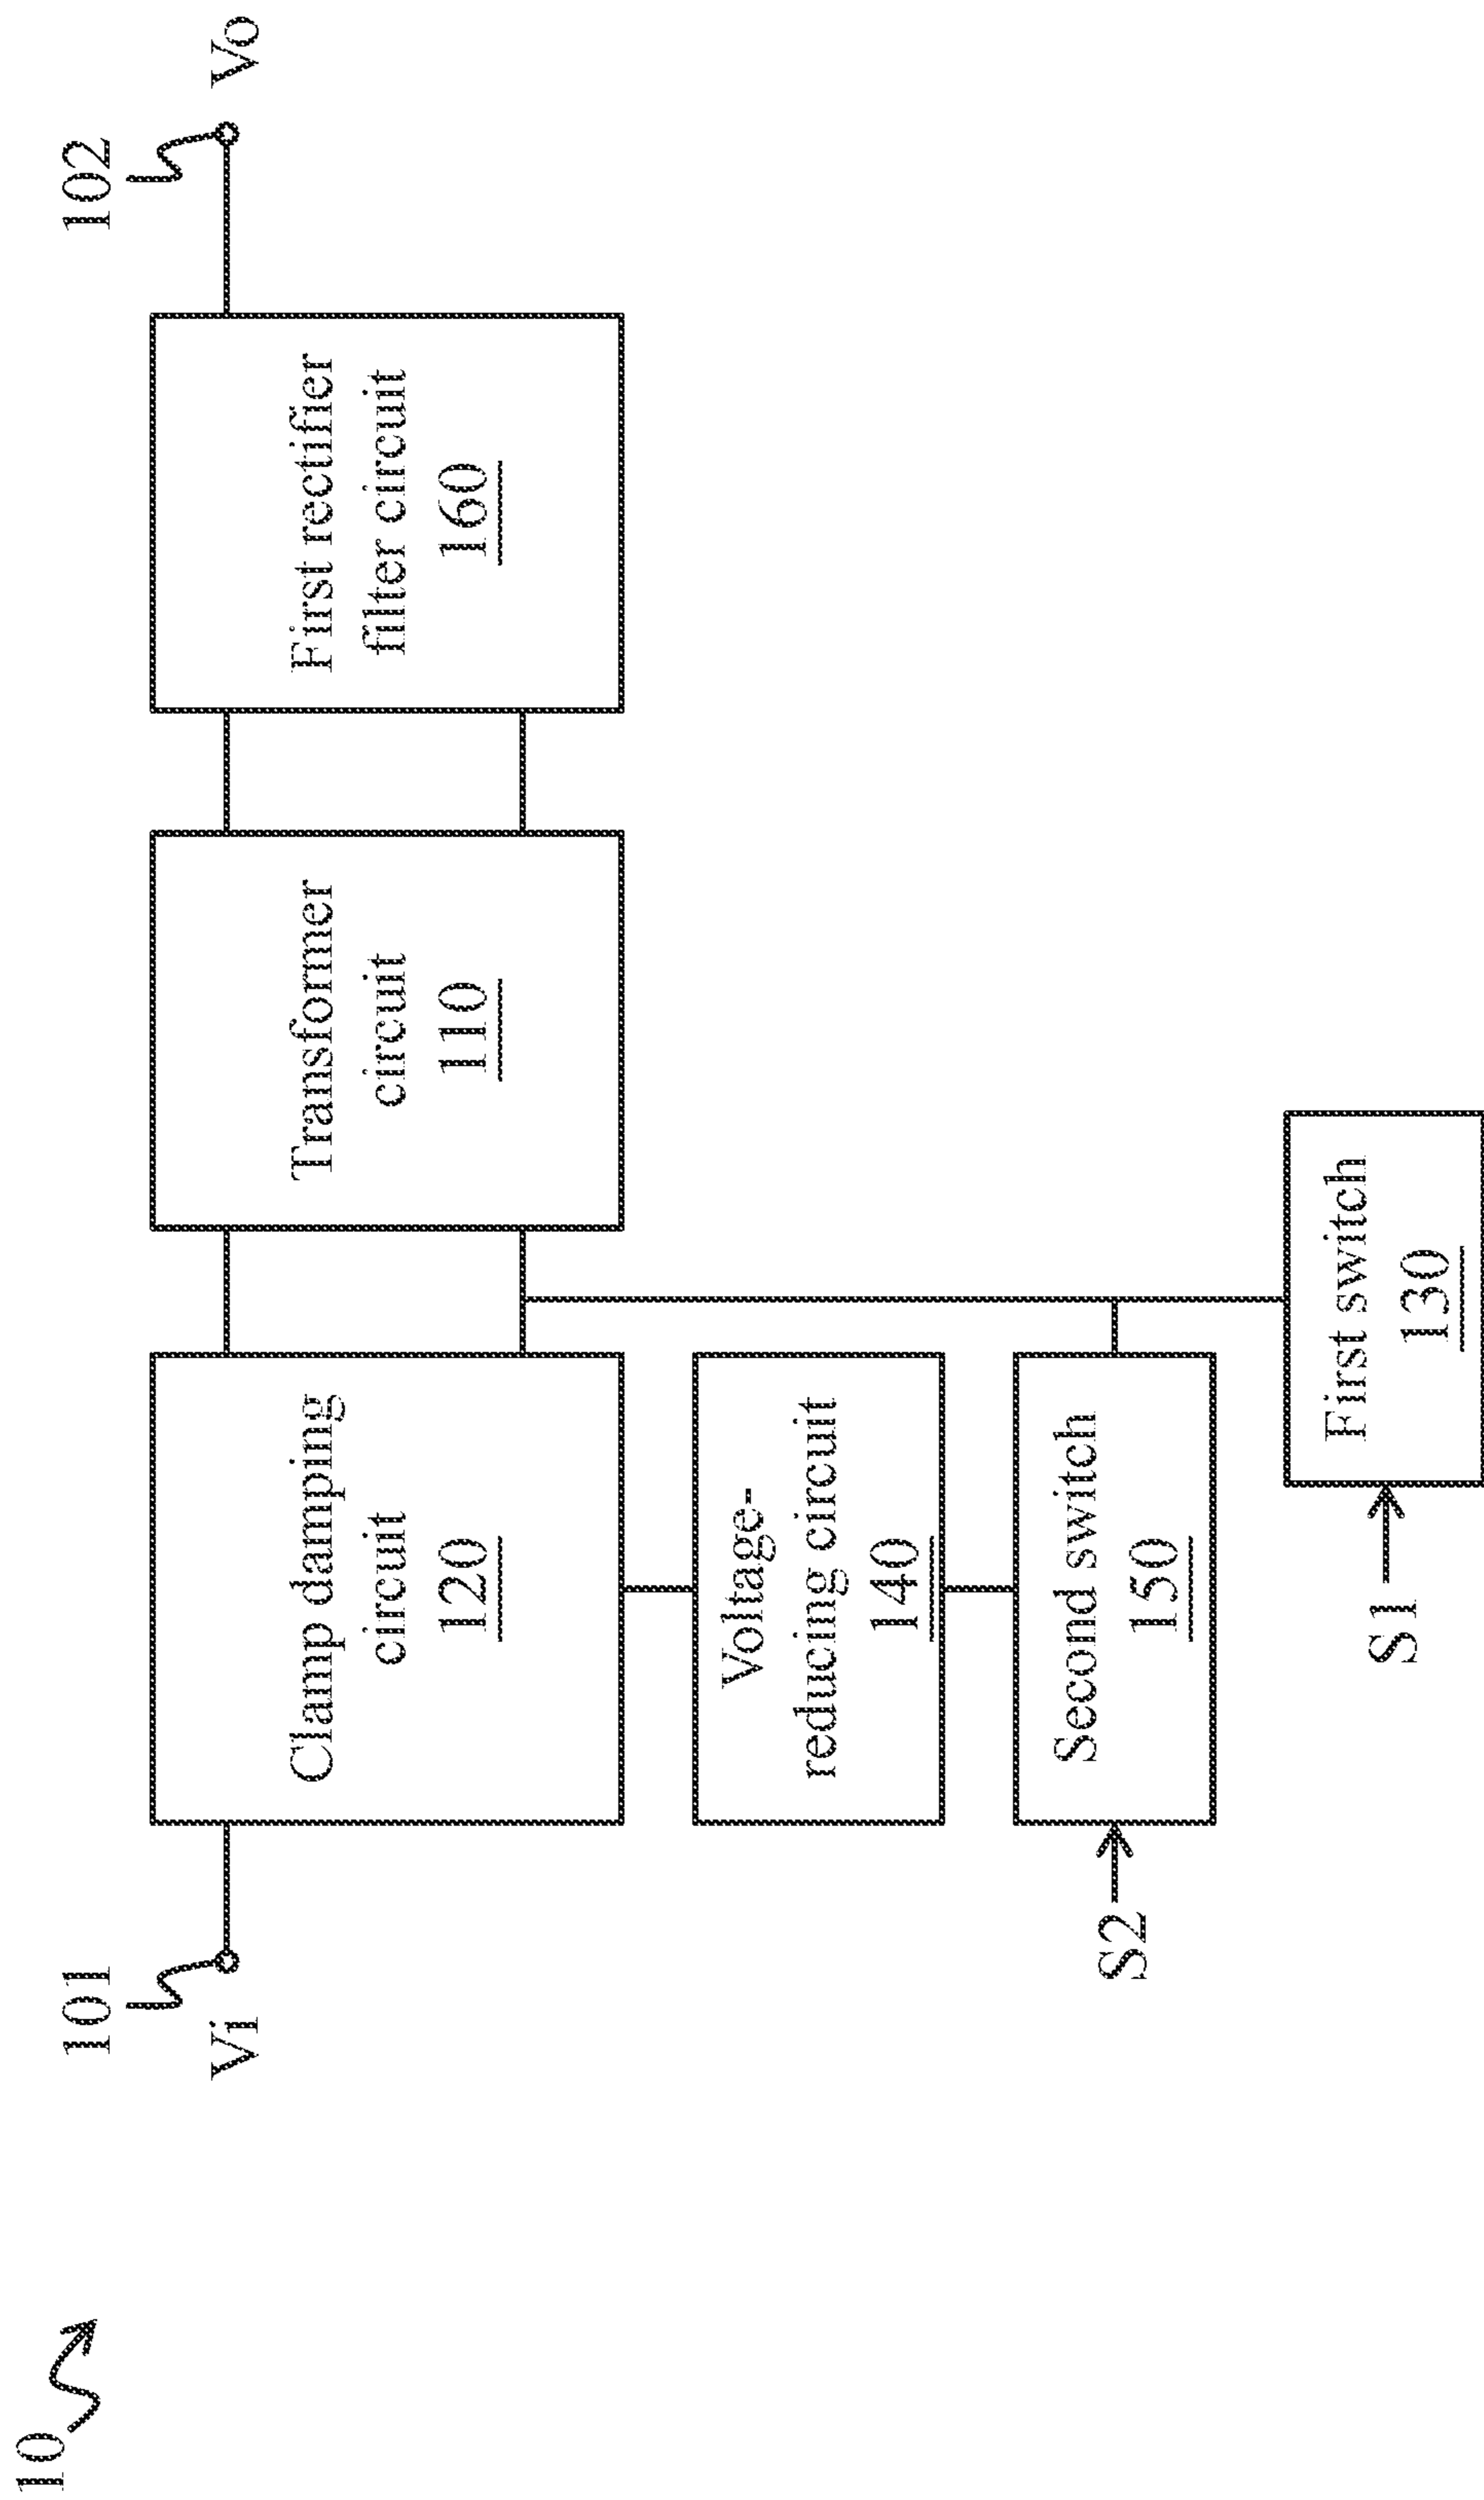 10
101
102
Vi
Vo
Clamp damping
circuit
120
Transformer
circuit
110
First rectifier
filter circuit
160
Voltage-
reducing circuit
140
S2
Second switch
150
S1
First switch
130